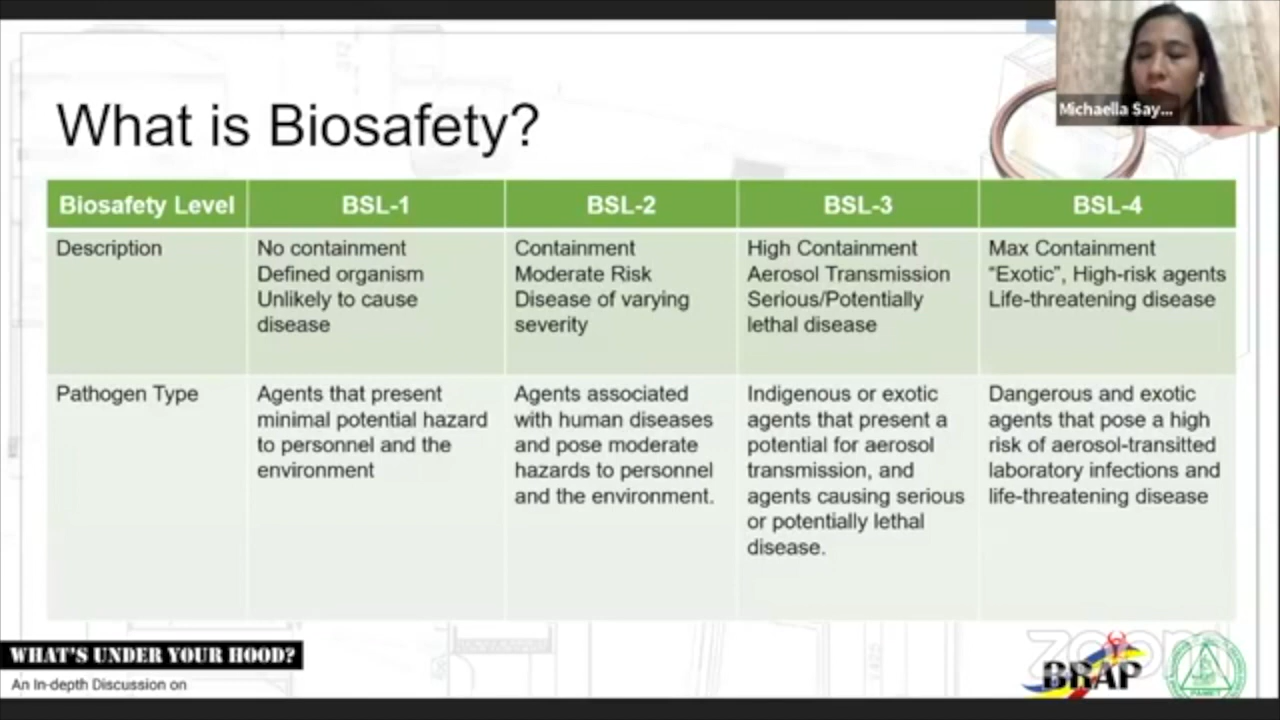 Michaella Say...
What is Biosafety?
Biosafety Level
BSL-1
BSL-2
BSL-3
BSL-4
Description
No containment
Defined organism
Unlikely to cause
disease
Containment
Moderate Risk
Disease of varying
severity
High Containment
Aerosol Transmission
Serious/Potentially
lethal disease
Max Containment
“Exotic”, High-risk agents
Life-threatening disease
Pathogen Type
Agents that present
minimal potential hazard
to personnel and the
environment
Agents associated
with human diseases
and pose moderate
hazards to personnel
and the environment.
Indigenous or exotic
agents that present a
potential for aerosol
transmission, and
agents causing serious
or potentially lethal
disease.
Dangerous and exotic
agents that pose a high
risk of aerosol-transitted
laboratory infections and
life-threatening disease
WHAT'S UNDER YOUR HOOD?
An In-depth Discussion on
zoom
BRAP
PAMET